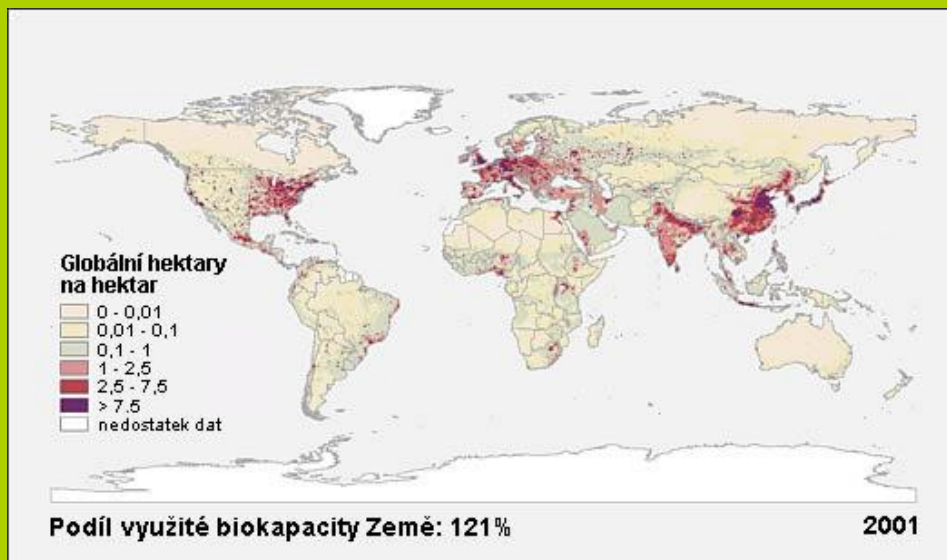 Globální hektary
na hektar
0 - 0,01
0,01 - 0,1
0,1 - 1
1 - 2,5
2,5 - 7,5
> 7.5
nedostatek dat
Podíl využité biokapacity Země: 121%
2001